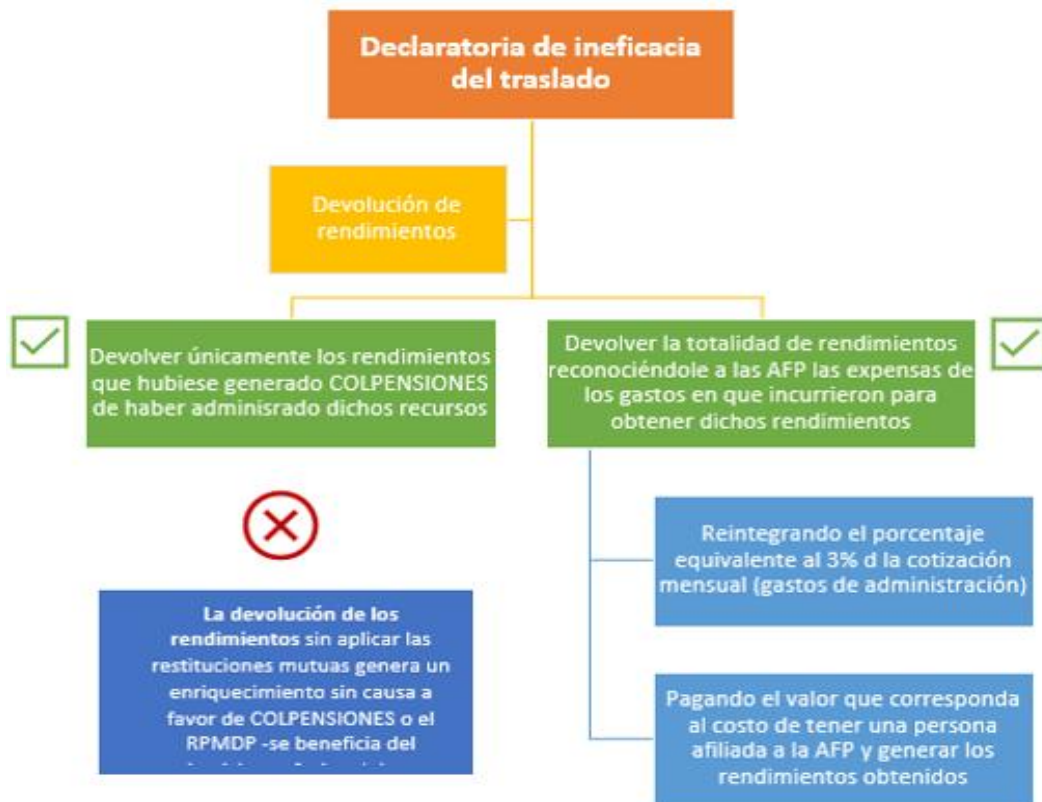 Declaratoria de ineficacia
del traslado
Devolución de
rendimientos
Devolver únicamente los rendimientos
que hubiese generado COLPENSIONES
de haber adminisrado dichos recursos
Devolver la totalidad de rendimientos
reconociéndole a las AFP las expensas de
los gastos en que incurrieron para
obtener dichos rendimientos
Reintegrando el porcentaje
equivalente al 3% d la cotización
mensual (gastos de administración)
La devolución de los
rendimientos sin aplicar las
restituciones mutuas genera un
enriquecimiento sin causa a
favor de COLPENSIONES o el
RPMDP -se beneficia del
Pagando el valor que corresponda
al costo de tener una persona
afiliada a la AFP y generar los
rendimientos obtenidos